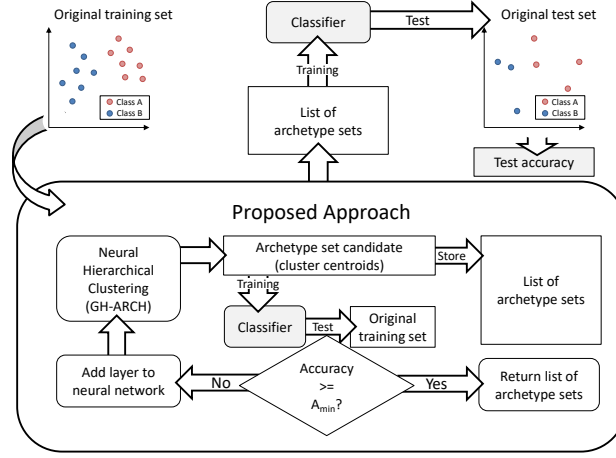 Original training set
Class A
Class B
Classifier
Test
Original test set
Class A
Class B
Training
List of
archetype sets
Test accuracy
Proposed Approach
Neural
Hierarchical
Clustering
(GH-ARCH)
Archetype set candidate
(cluster centroids)
Store
List of
archetype sets
Training
Classifier
Test
Original
training set
Add layer to
neural network
No
Accuracy
>=
Amin?
Yes
Return list of
archetype sets